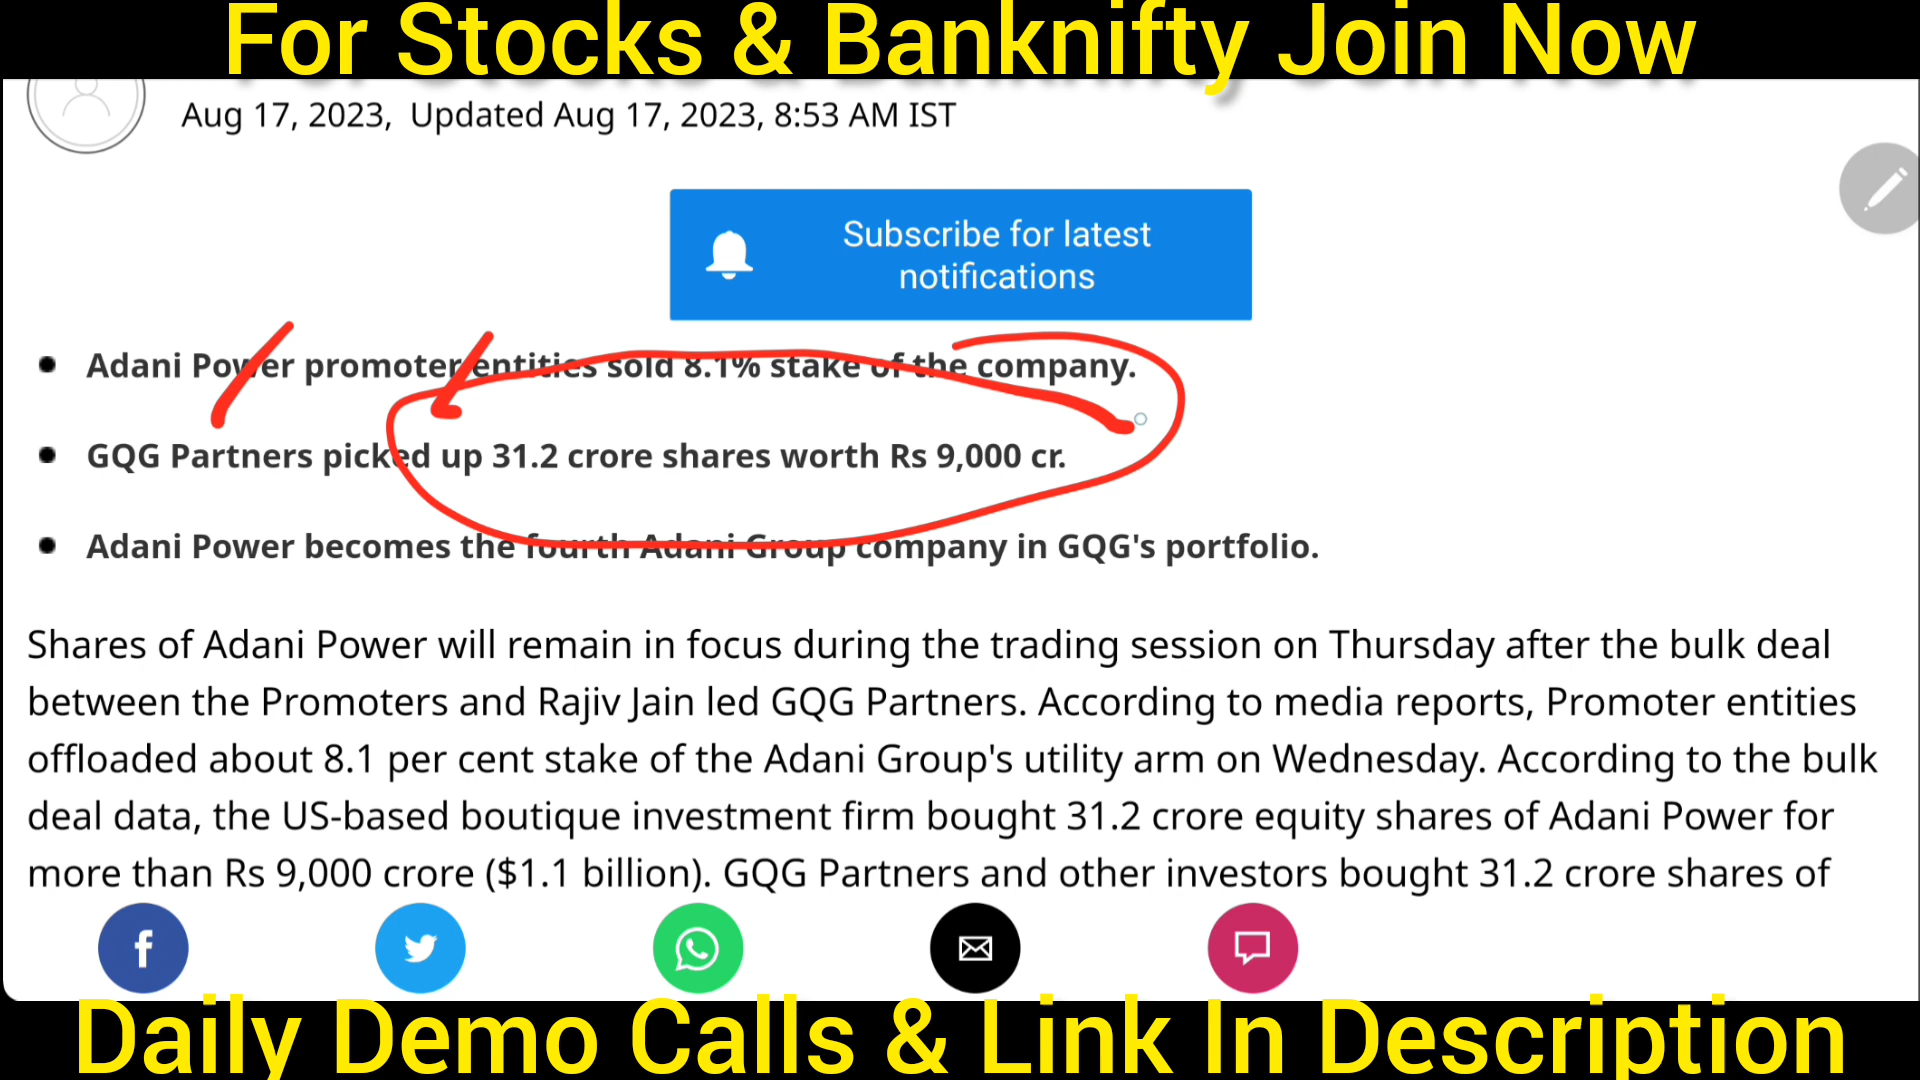 For Stocks & Banknifty Join Now
Aug 17, 2023, Updated Aug 17, 2023, 8:53 AM IST
Subscribe for latest
notifications
Adani Power promoter entities sold 8.1% stake of the company.
GQG Partners picked up 31.2 crore shares worth Rs 9,000 cr.
Adani Power becomes the fourth Adani Group company in GQG's portfolio.
Shares of Adani Power will remain in focus during the trading session on Thursday after the bulk deal
between the Promoters and Rajiv Jain led GQG Partners. According to media reports, Promoter entities
offloaded about 8.1 per cent stake of the Adani Group's utility arm on Wednesday. According to the bulk
deal data, the US-based boutique investment firm bought 31.2 crore equity shares of Adani Power for
more than Rs 9,000 crore ($1.1 billion). GQG Partners and other investors bought 31.2 crore shares of
f
Daily Demo Calls & Link In Description